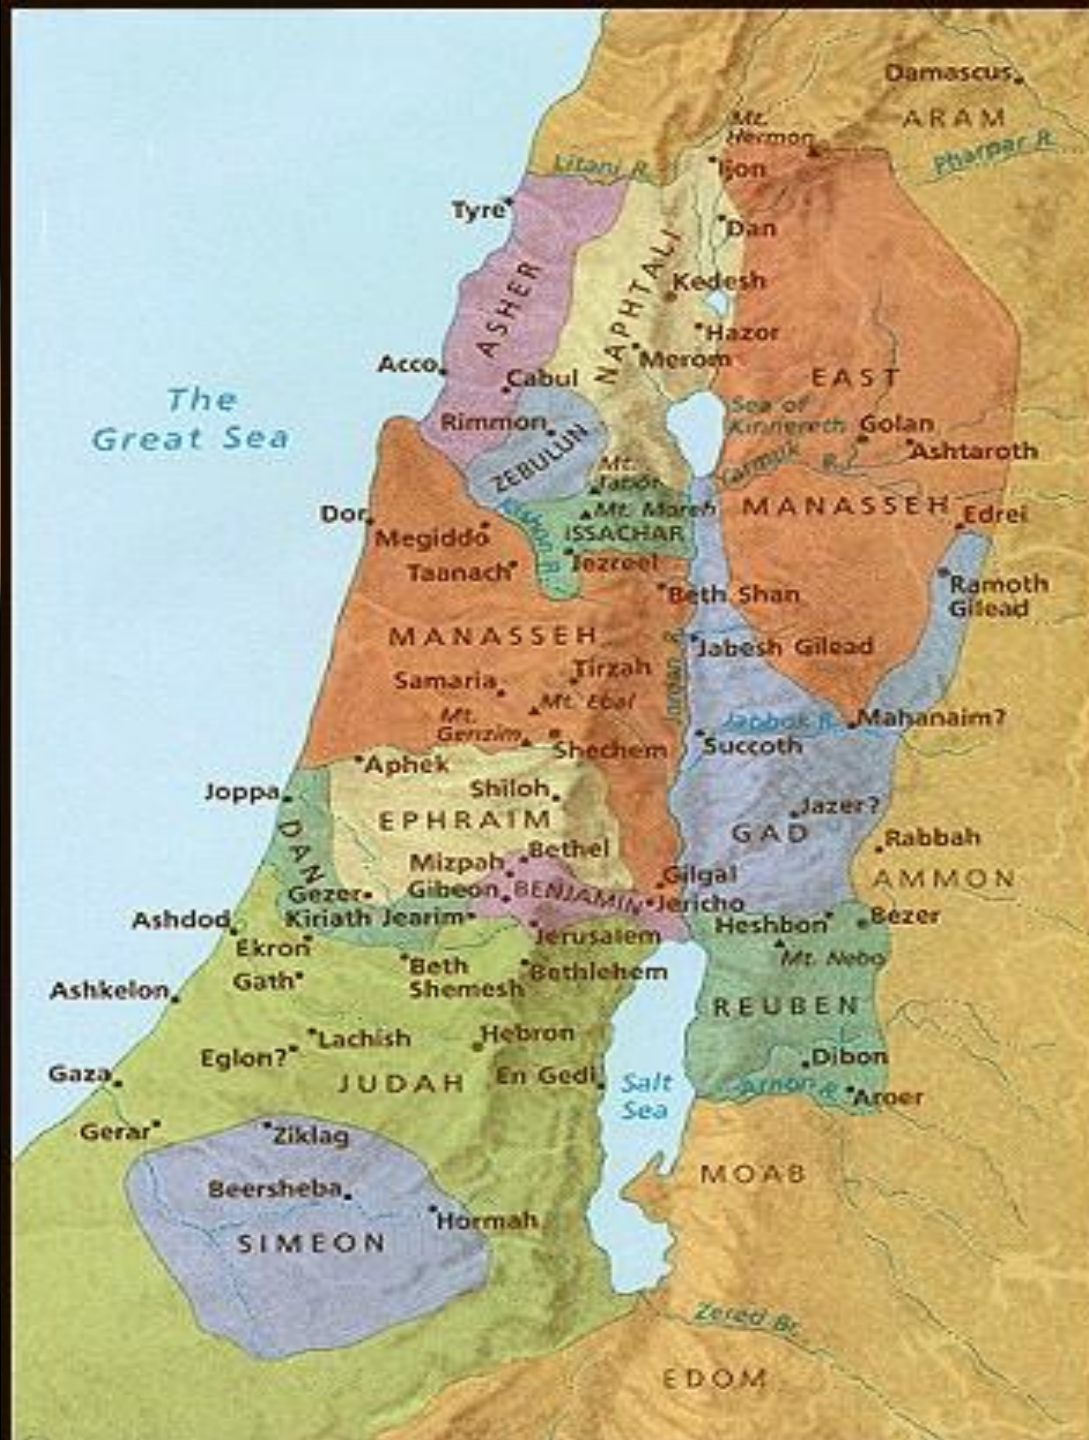 Damascus
ARAM
Mt.
Hermon
Pharpar R.
Litani R.
Ijon
Tyre
Dan
NAPHTALI
ASHER
Kedesh
Hazor
Merom
Acco
Cabul
EAST
The
Great Sea
Sea of
Kinnereth
Golan
Rimmon
Ashtaroth
ZEBULUN
Yarmuk R.
Mt.
Tabor
MANASSEH
Mt. Moreh
Edrei
Dor
Kishon R.
ISSACHAR
Megiddo
Jezreel
Taanach
Ramoth
Gilead
Beth Shan
MANASSEH
Jabesh Gilead
Jordan R.
Tirzah
Samaria
Mt. Ebal
Mt.
Gerizim
Jabbok R.
Mahanaim?
Shechem
Succoth
Aphek
Joppa
Shiloh
Jazer?
EPHRAIM
GAD
DAN
Rabbah
Bethel
Mizpah
Gilgal
AMMON
Gezer
Gibeon
BENJAMIN
Jericho
Ashdod
Kiriath Jearim
Heshbon
Bezer
Ekron
Jerusalem
Mt. Nebo
Beth
Shemesh
Bethlehem
Gath
Ashkelon
REUBEN
Lachish
Hebron
Eglon?
Dibon
Gaza
JUDAH
En Gedi
Salt
Sea
Arnon R.
Aroer
Gerar
Ziklag
MOAB
Beersheba
Hormah
SIMEON
Zered Br.
EDOM